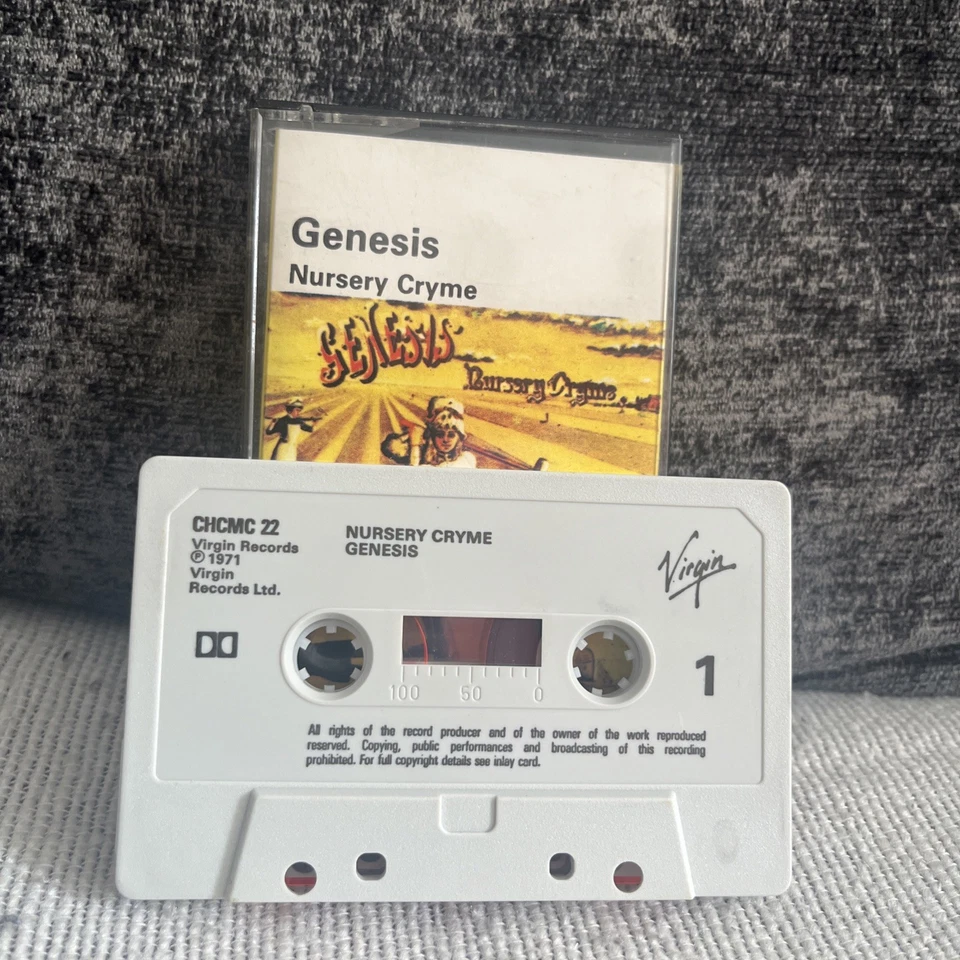 Genesis
Nursery Cryme
GENESIS
Nursery Cryme
CHCMC 22
Virgin Records
℗ 1971
Virgin
Records Ltd.
NURSERY CRYME
GENESIS
Virgin
100 50 0
1
All rights of the record producer and of the owner of the work reproduced
reserved. Copying, public performances and broadcasting of this recording
prohibited. For full copyright details see inlay card.